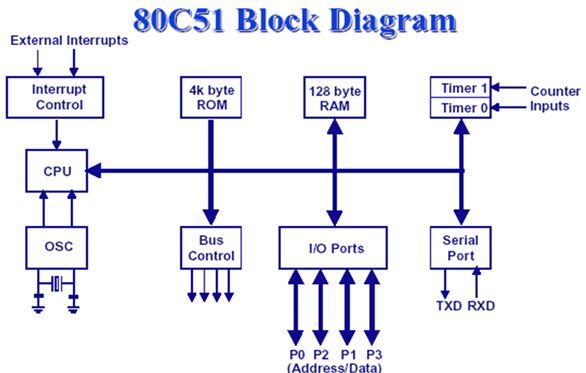 80C51 Block Diagram
External Interrupts
Interrupt
Control
4k byte
ROM
128 byte
RAM
Timer 1
Timer 0
Counter
Inputs
CPU
OSC
Bus
Control
I/O Ports
Serial
Port
TXD RXD
P0 P2 P1 P3
(Address/Data)